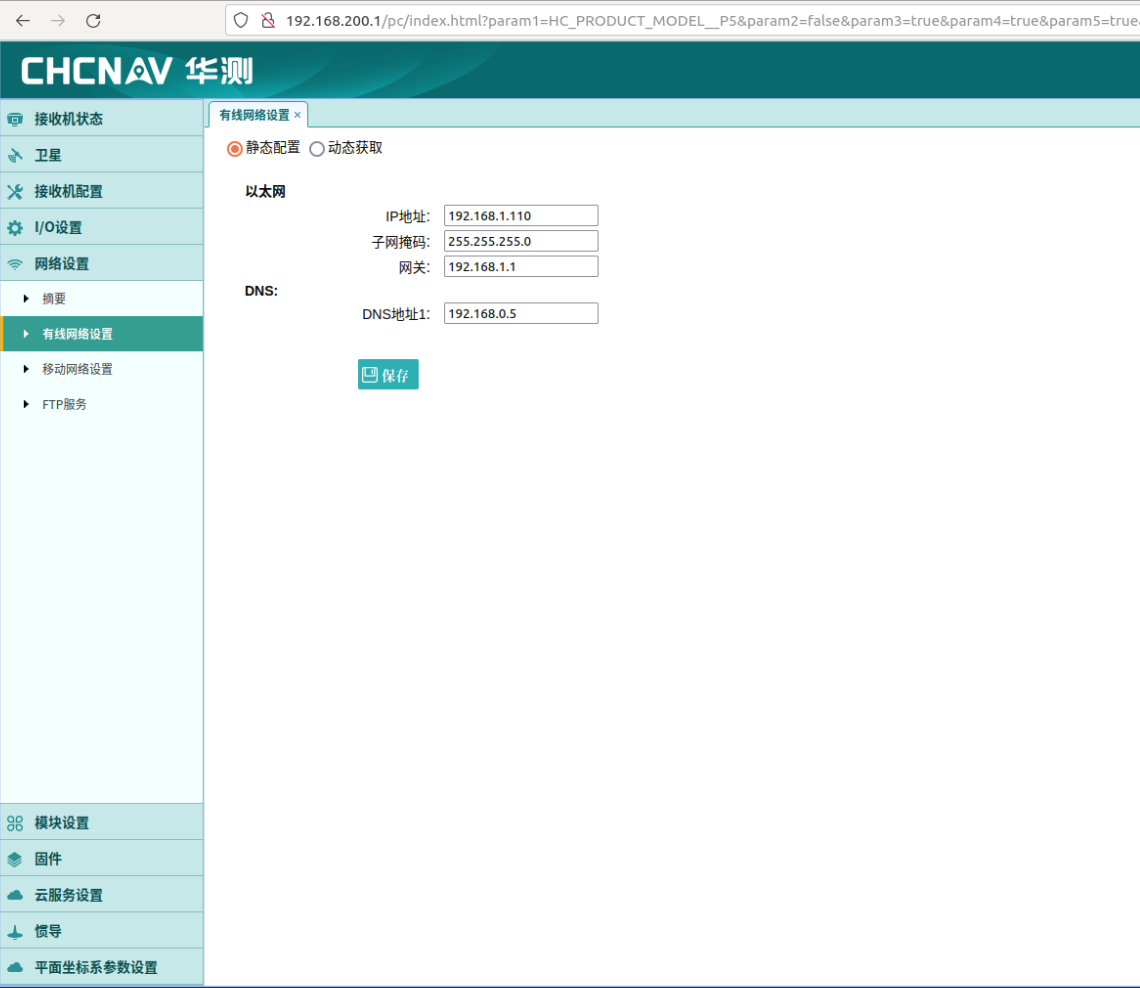 192.168.200.1/pc/index.html?param1=HC_PRODUCT_MODEL__P5&param2=false&param3=true&param4=true&param5=true
CHCNAV 华测
接收机状态
卫星
接收机配置
I/O设置
网络设置
摘要
有线网络设置
移动网络设置
FTP服务
模块设置
固件
云服务设置
惯导
平面坐标系参数设置
有线网络设置 ×
静态配置 动态获取
以太网
IP地址: 192.168.1.110
子网掩码: 255.255.255.0
网关: 192.168.1.1
DNS:
DNS地址1: 192.168.0.5
保存